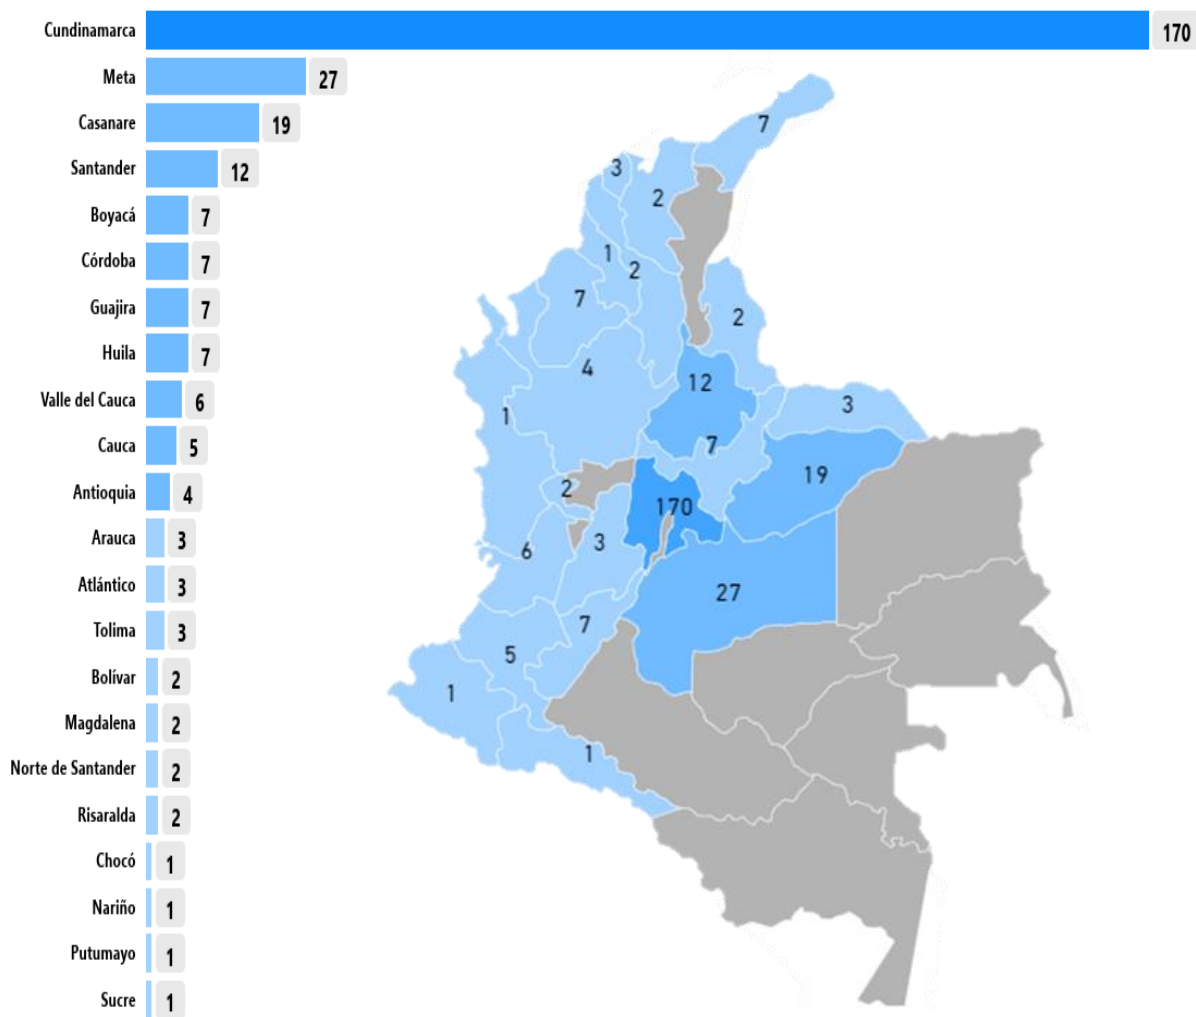 Cundinamarca 170
Meta 27
Casanare 19
Santander 12
Boyacá 7
Córdoba 7
Guajira 7
Huila 7
Valle del Cauca 6
Cauca 5
Antioquia 4
Arauca 3
Atlántico 3
Tolima 3
Bolívar 2
Magdalena 2
Norte de Santander 2
Risaralda 2
Chocó 1
Nariño 1
Putumayo 1
Sucre 1
7
3
2
1
2
7
2
4
12
3
1
7
19
2
170
3
6
27
7
5
1
1